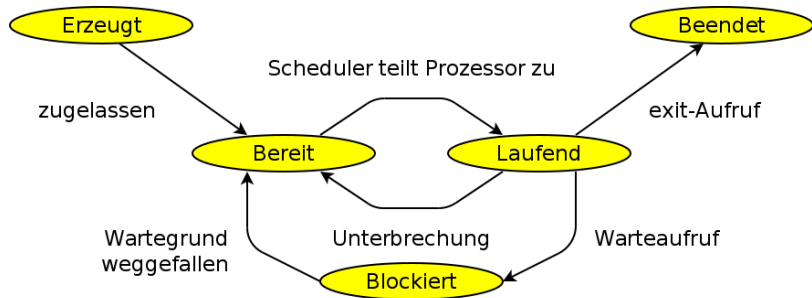 Erzeugt
Beendet
Scheduler teilt Prozessor zu
zugelassen
exit-Aufruf
Bereit
Laufend
Wartegrund
weggefallen
Unterbrechung
Warteaufruf
Blockiert